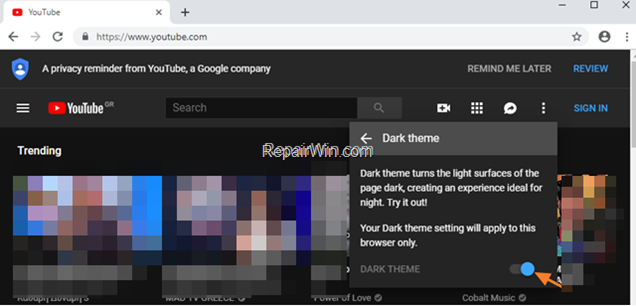 YouTube
https://www.youtube.com
A privacy reminder from YouTube, a Google company
REMIND ME LATER
REVIEW
YouTube GR
Search
SIGN IN
Dark theme
Trending
RepairWin.com
Dark theme turns the light surfaces of the
page dark, creating an experience ideal for
night. Try it out!
Your Dark theme setting will apply to this
browser only.
DARK THEME
MAD TV GREECE
Power of Love
Cobalt Music